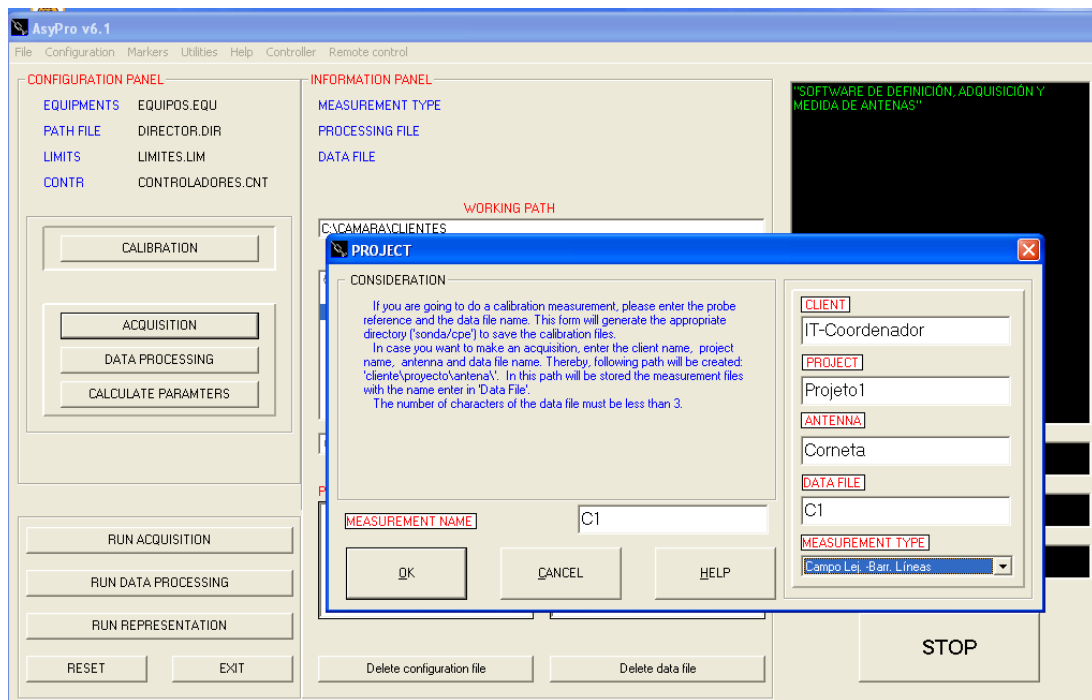 AsyPro v6.1
File Configuration Markers Utilities Help Controller Remote control
CONFIGURATION PANEL
EQUIPMENTS EQUIPOS.EQU
PATH FILE DIRECTOR.DIR
LIMITS LIMITES.LIM
CONTR CONTROLADORES.CNT
CALIBRATION
ACQUISITION
DATA PROCESSING
CALCULATE PARAMTERS
RUN ACQUISITION
RUN DATA PROCESSING
RUN REPRESENTATION
RESET EXIT
INFORMATION PANEL
MEASUREMENT TYPE
PROCESSING FILE
DATA FILE
WORKING PATH
C:\CAMARA\CLIENTES
"SOFTWARE DE DEFINICIÓN, ADQUISICIÓN Y
MEDIDA DE ANTENAS"
PROJECT
CONSIDERATION
If you are going to do a calibration measurement, please enter the probe
reference and the data file name. This form will generate the appropriate
directory ('sonda/cpe') to save the calibration files.
In case you want to make an acquisition, enter the client name, project
name, antenna and data file name. Thereby, following path will be created:
'cliente\proyecto\antena\'. In this path will be stored the measurement files
with the name enter in 'Data File'.
The number of characters of the data file must be less than 3.
MEASUREMENT NAME C1
OK CANCEL HELP
CLIENT
IT-Coordenador
PROJECT
Projeto1
ANTENNA
Corneta
DATA FILE
C1
MEASUREMENT TYPE
Campo Lej. -Barr. Líneas
Delete configuration file Delete data file
STOP